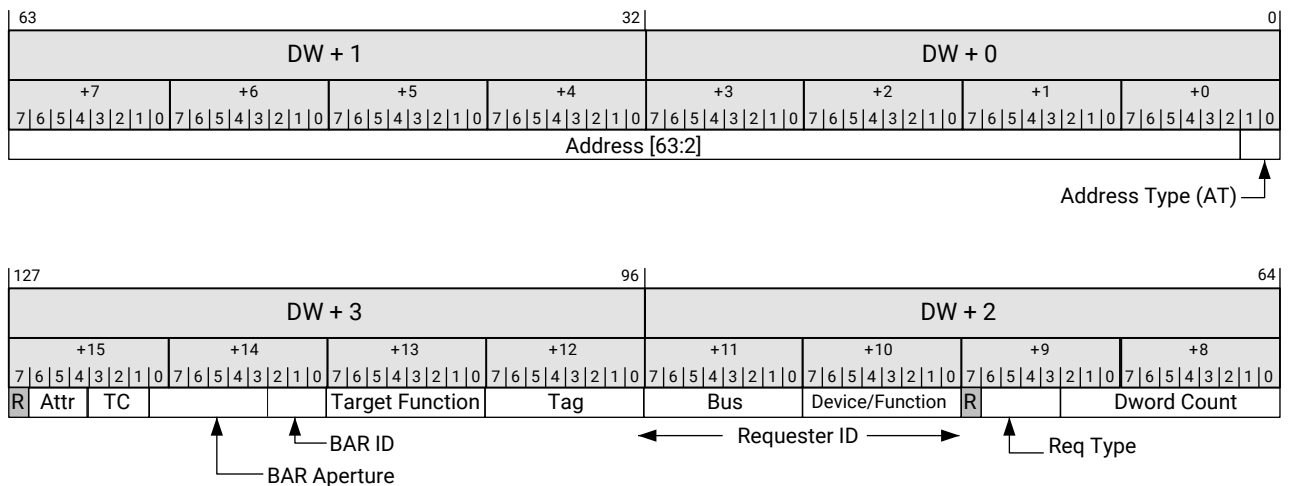 63 32 0
DW + 1 DW + 0
+7 +6 +5 +4 +3 +2 +1 +0
7 6 5 4 3 2 1 0 7 6 5 4 3 2 1 0 7 6 5 4 3 2 1 0 7 6 5 4 3 2 1 0 7 6 5 4 3 2 1 0 7 6 5 4 3 2 1 0 7 6 5 4 3 2 1 0 7 6 5 4 3 2 1 0
Address [63:2]
Address Type (AT)
127 96 64
DW + 3 DW + 2
+15 +14 +13 +12 +11 +10 +9 +8
7 6 5 4 3 2 1 0 7 6 5 4 3 2 1 0 7 6 5 4 3 2 1 0 7 6 5 4 3 2 1 0 7 6 5 4 3 2 1 0 7 6 5 4 3 2 1 0 7 6 5 4 3 2 1 0 7 6 5 4 3 2 1 0
R Attr TC Target Function Tag Bus Device/Function R Dword Count
BAR ID Requester ID Req Type
BAR Aperture